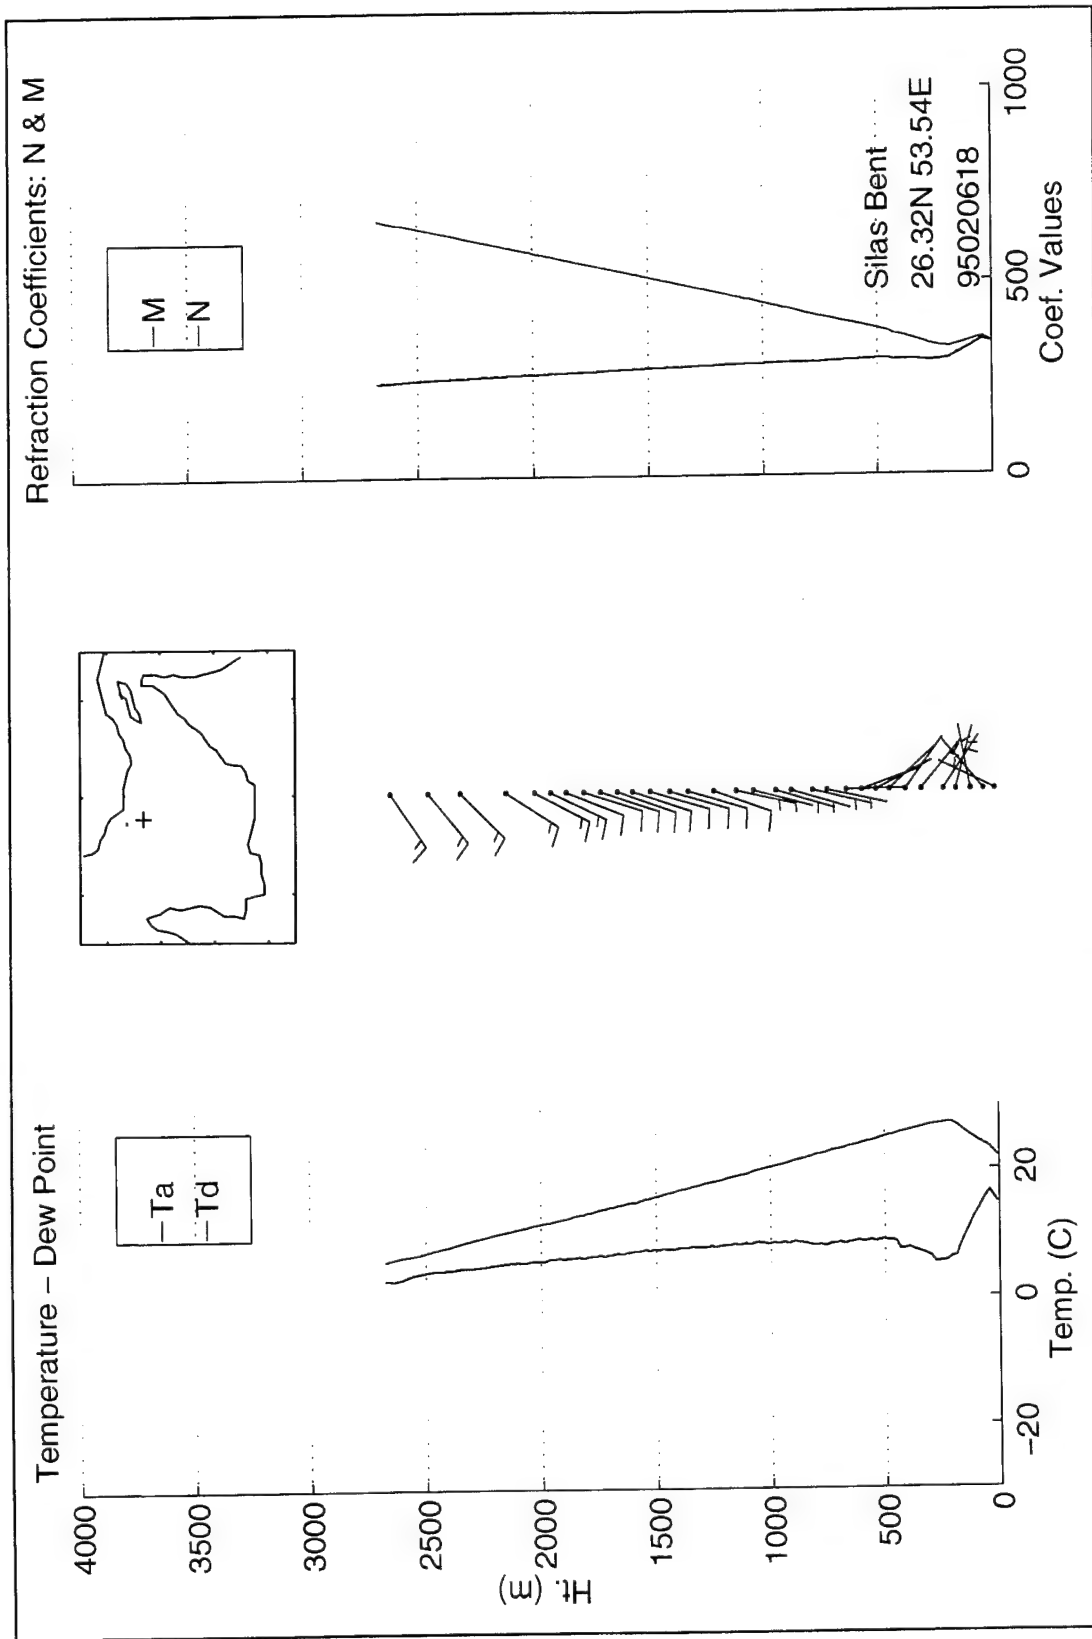 Temperature – Dew Point
Ta
Td
4000
3500
3000
2500
2000
1500
1000
500
0
Ht. (m)
−20
0
20
Temp. (C)
Refraction Coefficients: N & M
M
N
Silas Bent
26.32N 53.54E
95020618
0
500
1000
Coef. Values